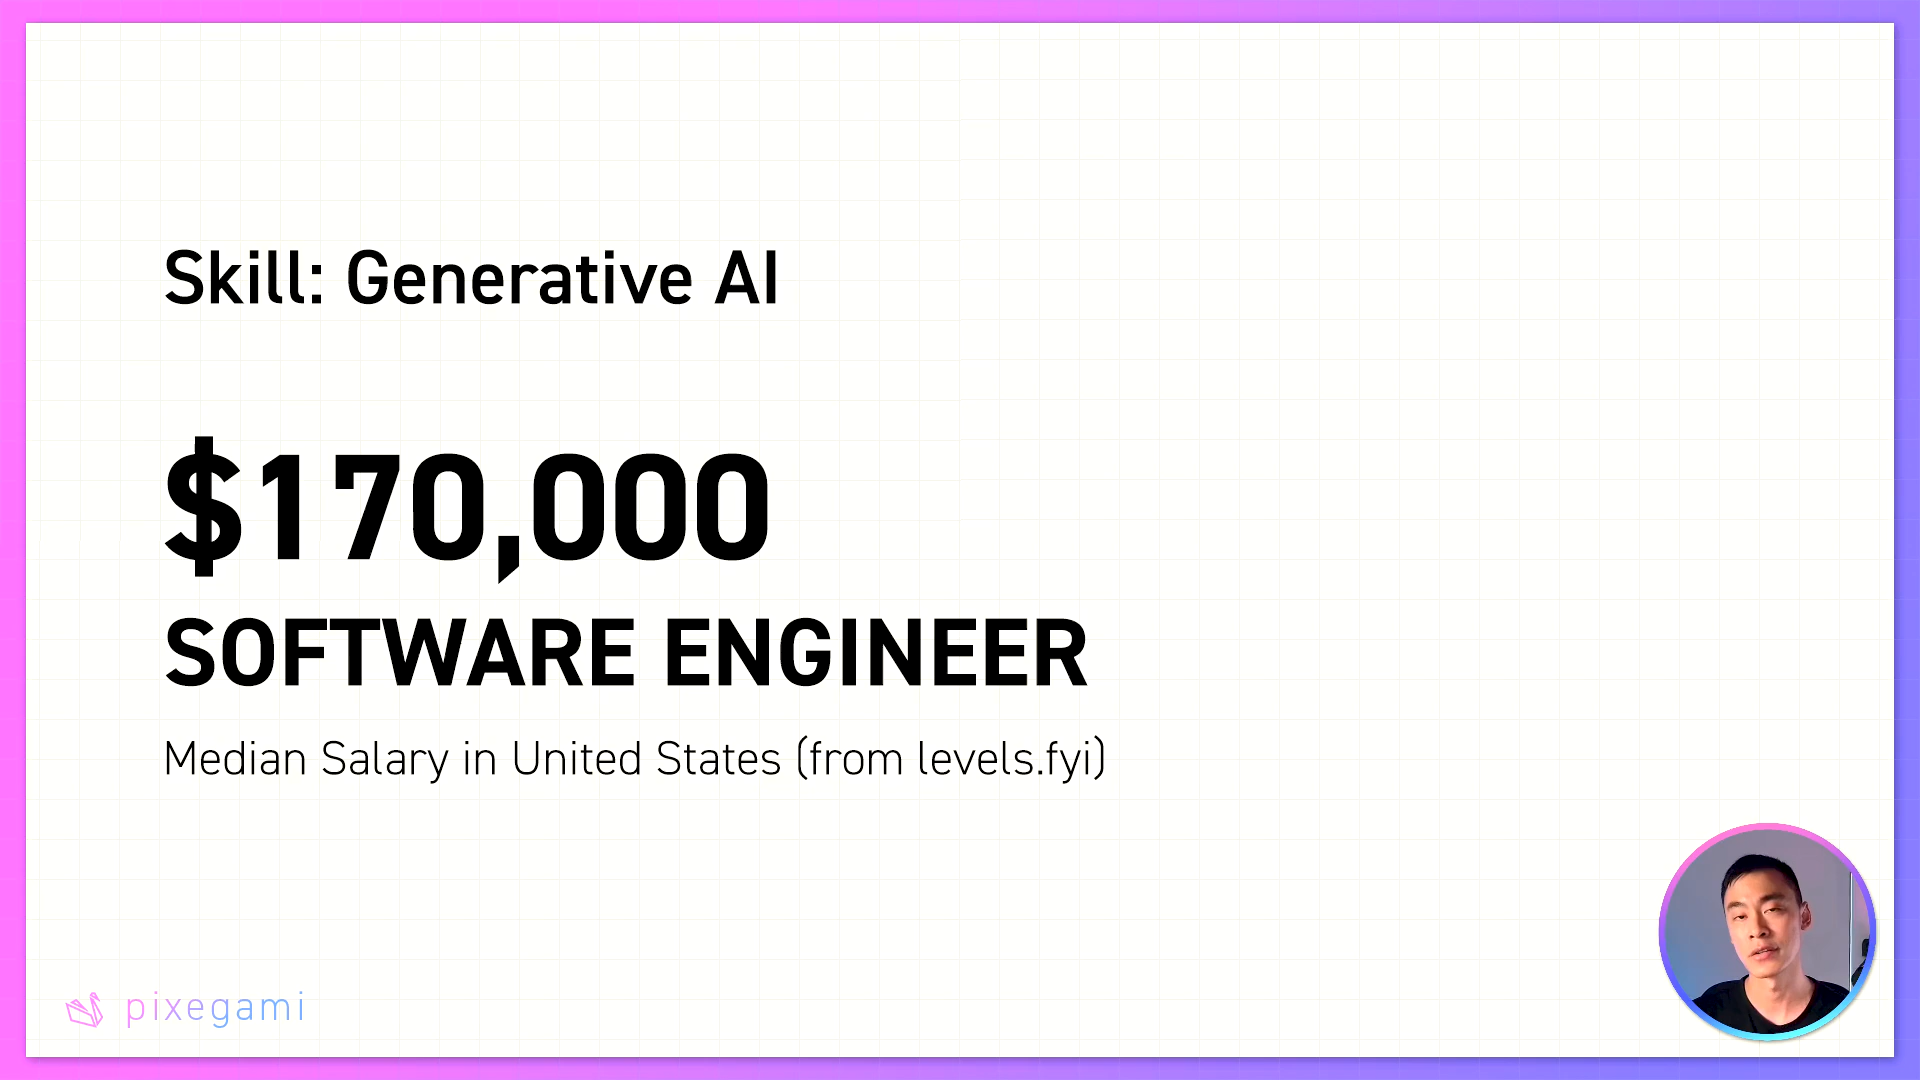 Skill: Generative AI
$170,000
SOFTWARE ENGINEER
Median Salary in United States (from levels.fyi)
pixegami